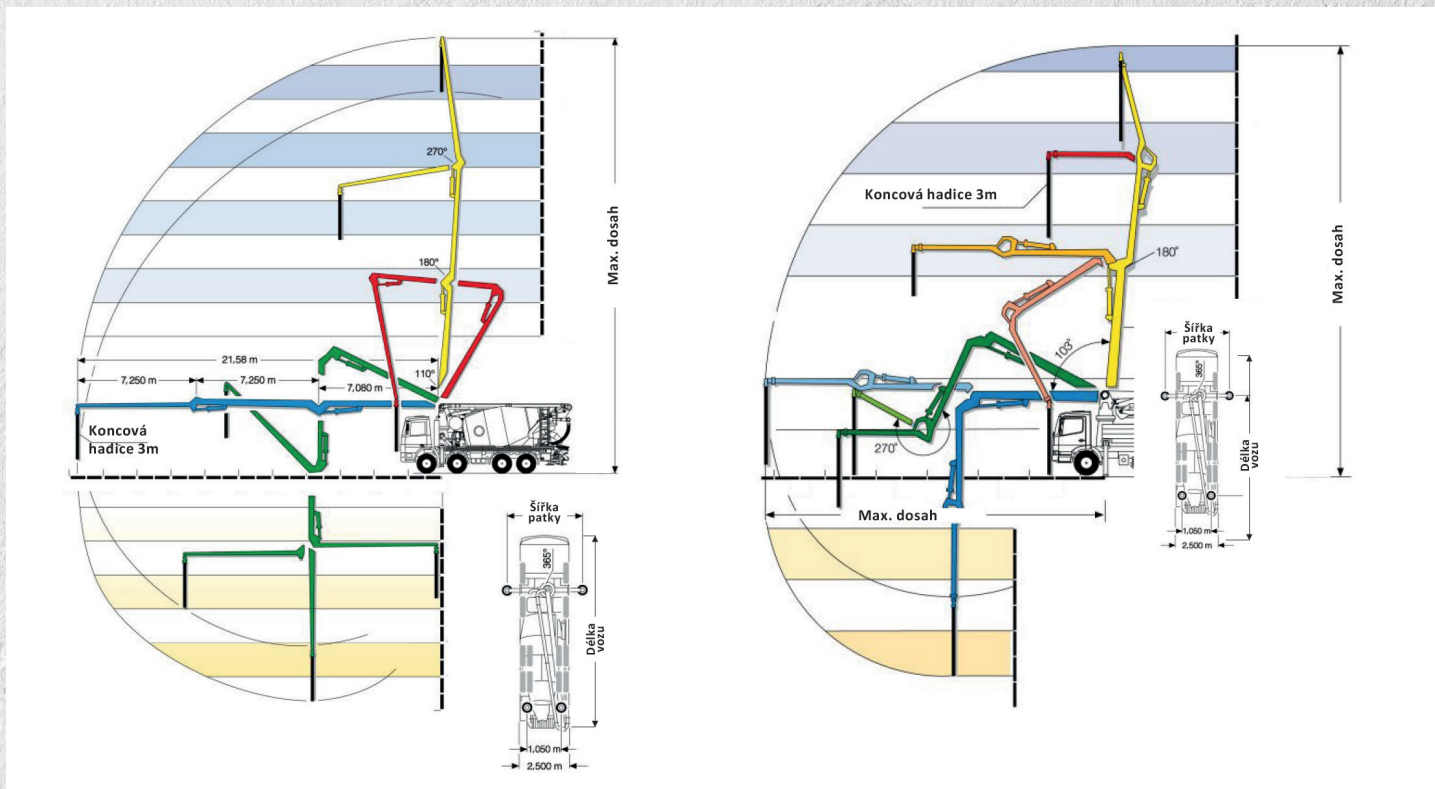 270°
180°
Max. dosah
21,58 m
7,250 m
7,250 m
7,080 m
110°
Koncová
hadice 3m
Šířka
patky
365°
Délka
vozu
1,050 m
2,500 m
Koncová hadice 3m
180°
Max. dosah
103°
270°
Max. dosah
Šířka
patky
365°
Délka
vozu
1,050 m
2,500 m